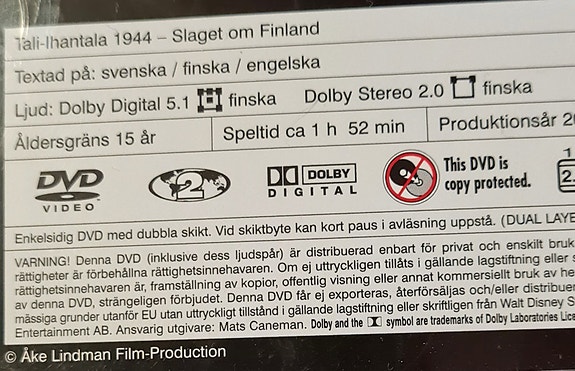 Tali-Ihantala 1944 – Slaget om Finland
Textad på: svenska / finska / engelska
Ljud: Dolby Digital 5.1 finska Dolby Stereo 2.0 finska
Åldersgräns 15 år Speltid ca 1 h 52 min Produktionsår
DVD VIDEO 2 DOLBY DIGITAL This DVD is copy protected.
Enkelsidig DVD med dubbla skikt. Vid skiktbyte kan kort paus i avläsning uppstå. (DUAL LAYE
VARNING! Denna DVD (inklusive dess ljudspår) är distribuerad enbart för privat och enskilt bruk
rättigheter är förbehållna rättighetsinnehavaren. Om ej uttryckligen tillåts i gällande lagstiftning eller s
rättighetsinnehavaren är, framställning av kopior, offentlig visning eller annat kommersiellt bruk av he
av denna DVD, strängeligen förbjudet. Denna DVD får ej exporteras, återförsäljas och/eller distribuer
mässiga grunder utanför EU utan uttryckligt tillstånd i gällande lagstiftning eller skriftligen från Walt Disney S
Entertainment AB. Ansvarig utgivare: Mats Caneman. Dolby and the symbol are trademarks of Dolby Laboratories Lice
© Åke Lindman Film-Production